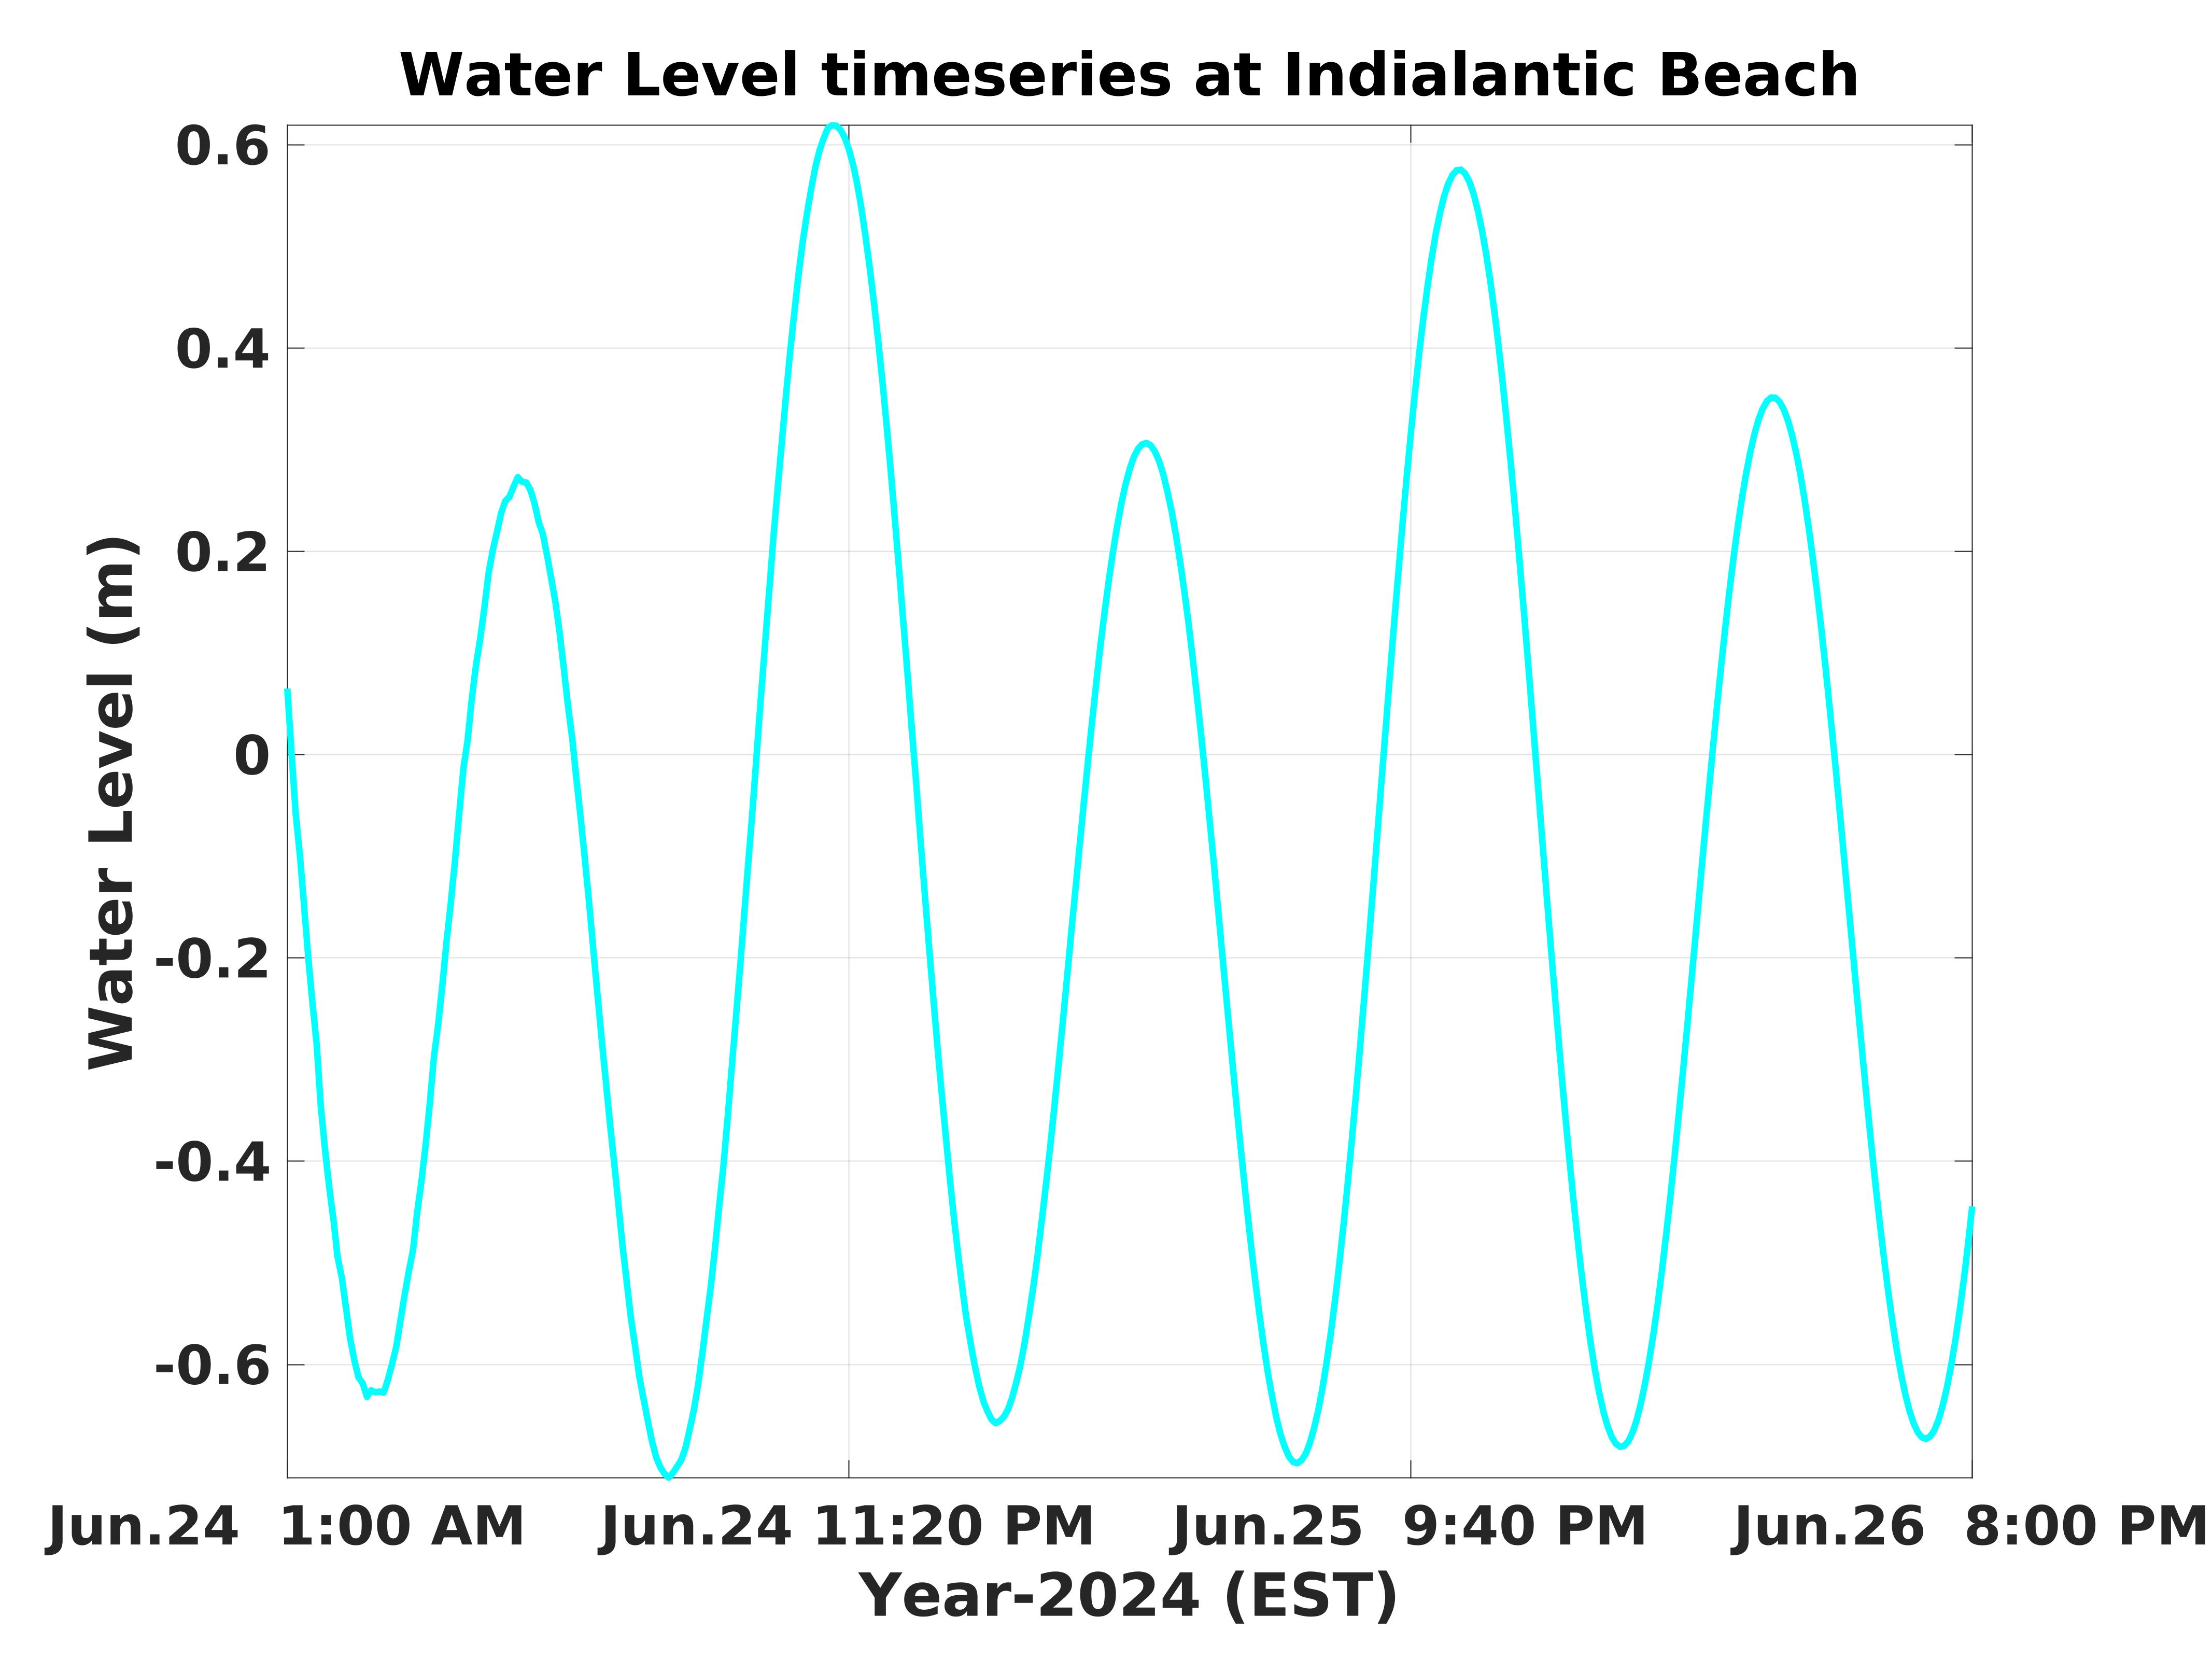 Water Level timeseries at Indialantic Beach
0.6
0.4
0.2
0
-0.2
-0.4
-0.6
Water Level (m)
Jun.24 1:00 AM
Jun.24 11:20 PM
Jun.25 9:40 PM
Jun.26 8:00 PM
Year-2024 (EST)